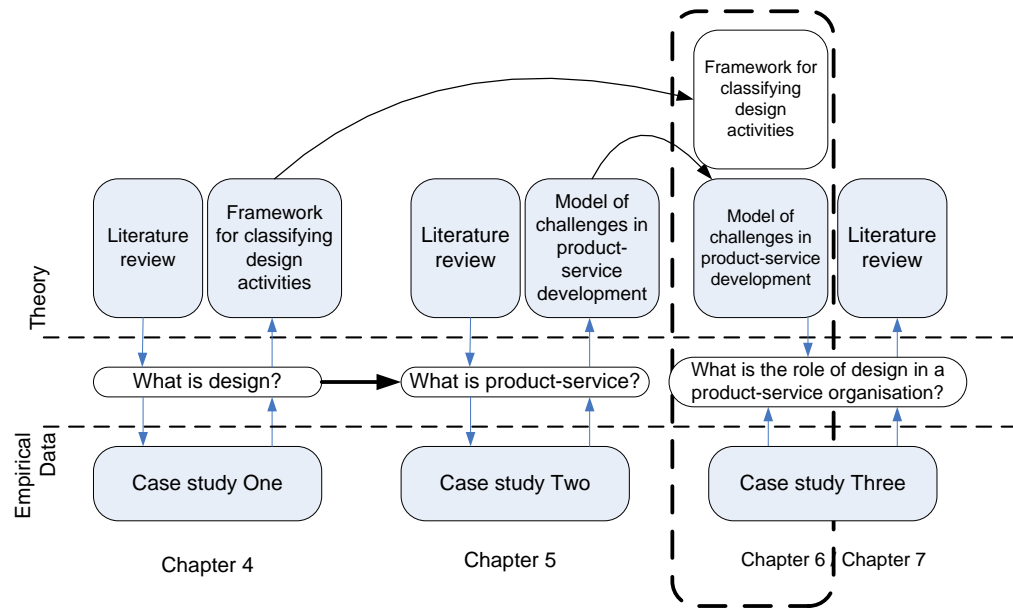 Framework for
classifying
design
activities
Literature
review
Framework
for classifying
design
activities
Literature
review
Model of
challenges in
product-
service
development
Model of
challenges in
product-service
development
Literature
review
Theory
What is design?
What is product-service?
What is the role of design in a
product-service organisation?
Empirical
Data
Case study One
Case study Two
Case study Three
Chapter 4
Chapter 5
Chapter 6 / Chapter 7